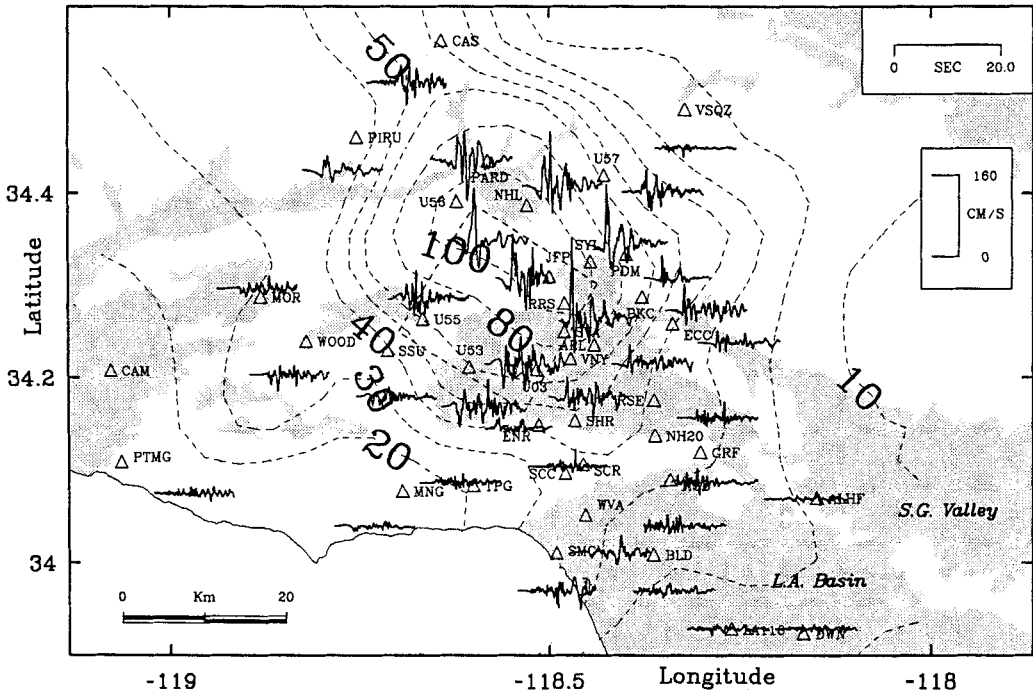 50
CAS
0 SEC 20.0
VSQZ
PIRU
U57
160
CM/S
0
34.4
PARD
NHL
U56
SYL
100
JFP
PDM
Latitude
RRS
BKC
MOR
U55
80
ECC
ARL
40
WOOD
SSU
U53
VNY
34.2
CAM
U03
30
RSE
10
SHR
ENR
NH20
20
GRF
PTMG
SCR
SCC
MNG
TPG
ALHF
WVA
S.G. Valley
SMC
BLD
34
L.A. Basin
Km
0 20
DWN
-119
-118.5
Longitude
-118